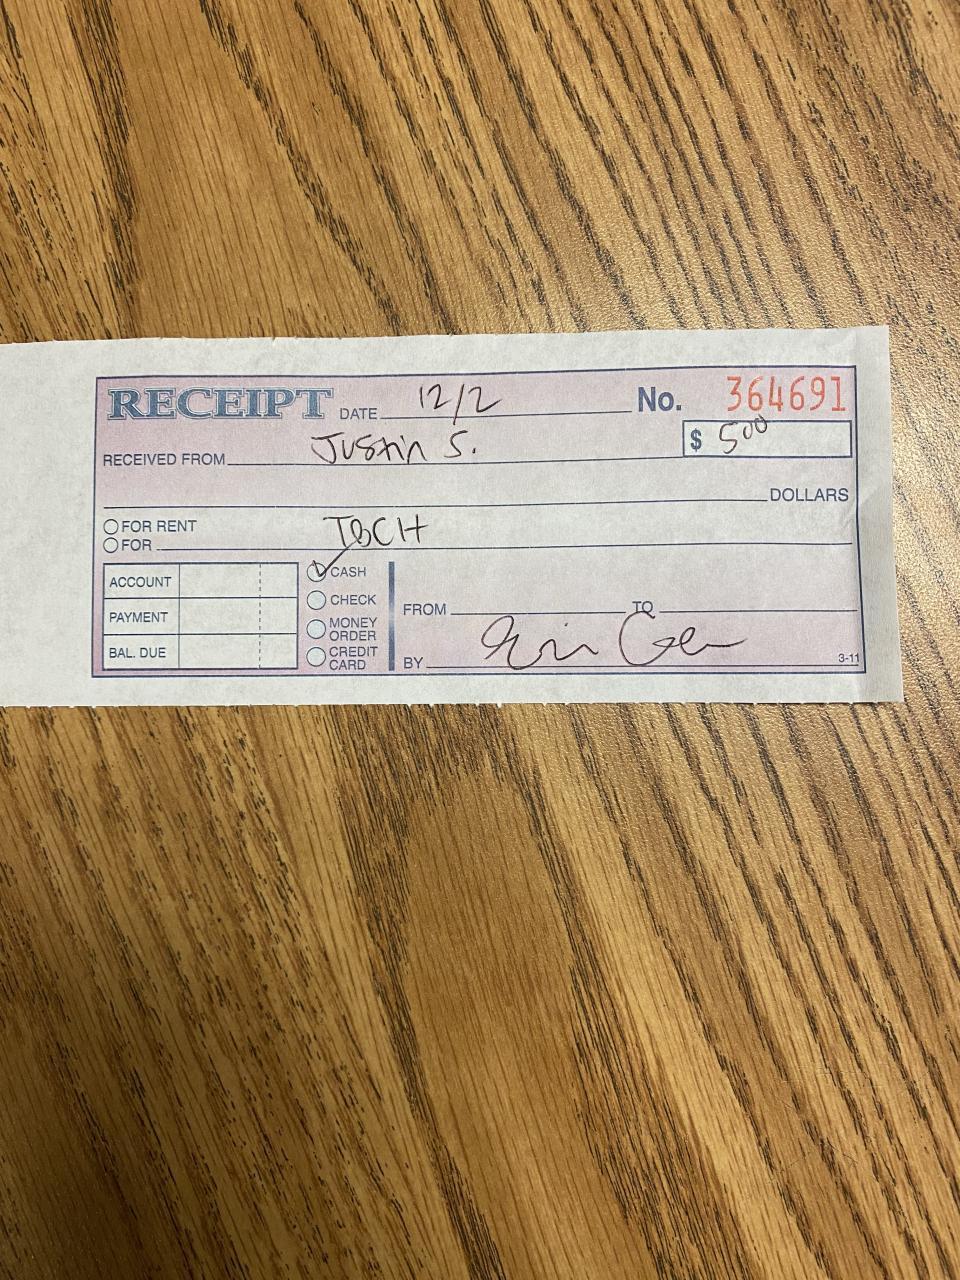 RECEIPT DATE 12/2 No. 364691
RECEIVED FROM Justin S. $ 5⁰⁰
DOLLARS
FOR RENT
FOR TBCH
ACCOUNT
PAYMENT
BAL. DUE
CASH
CHECK
MONEY
ORDER
CREDIT
CARD
FROM TO
BY
3-11